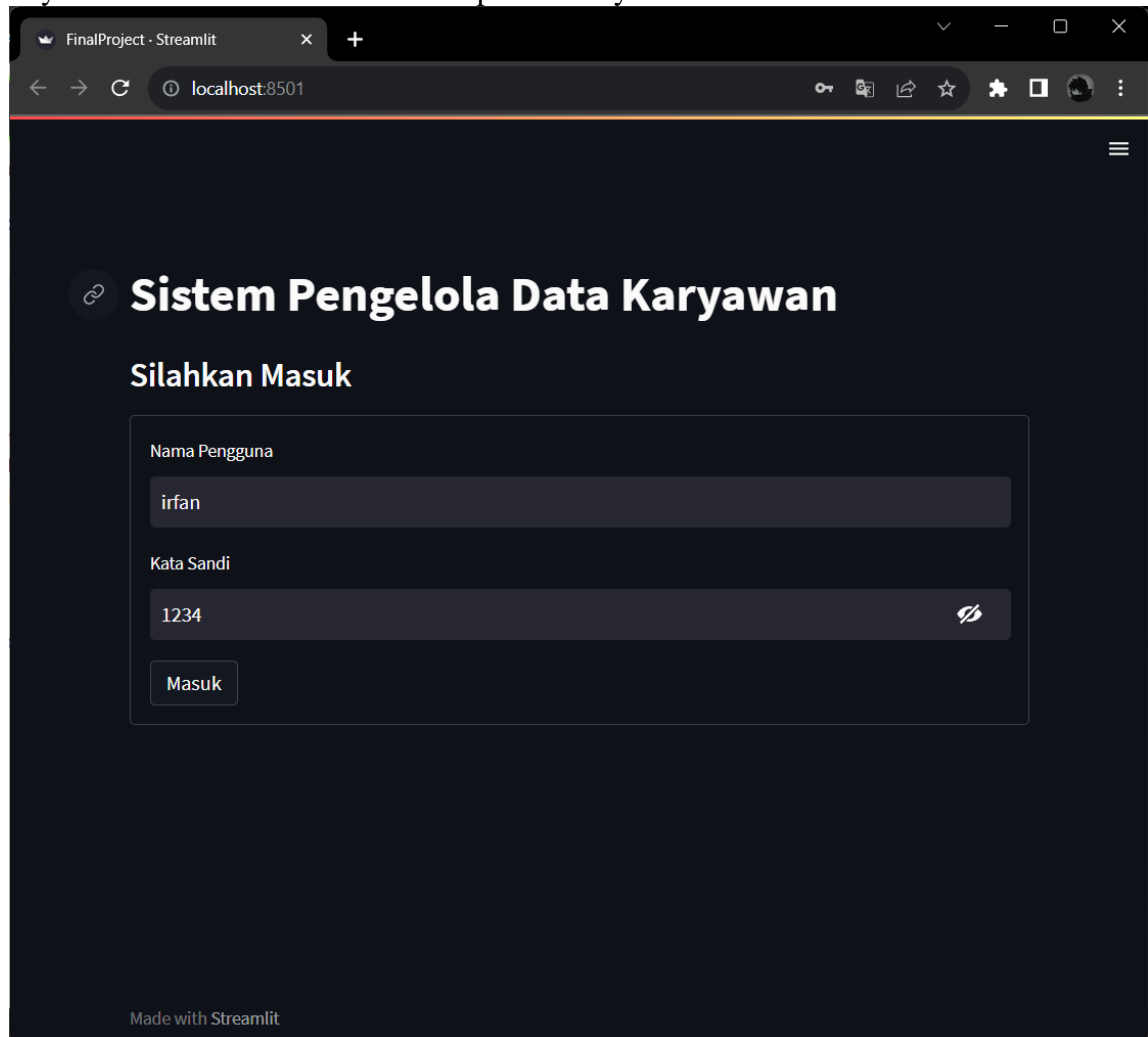 FinalProject · Streamlit
localhost:8501
Sistem Pengelola Data Karyawan
Silahkan Masuk
Nama Pengguna
irfan
Kata Sandi
1234
Masuk
Made with Streamlit